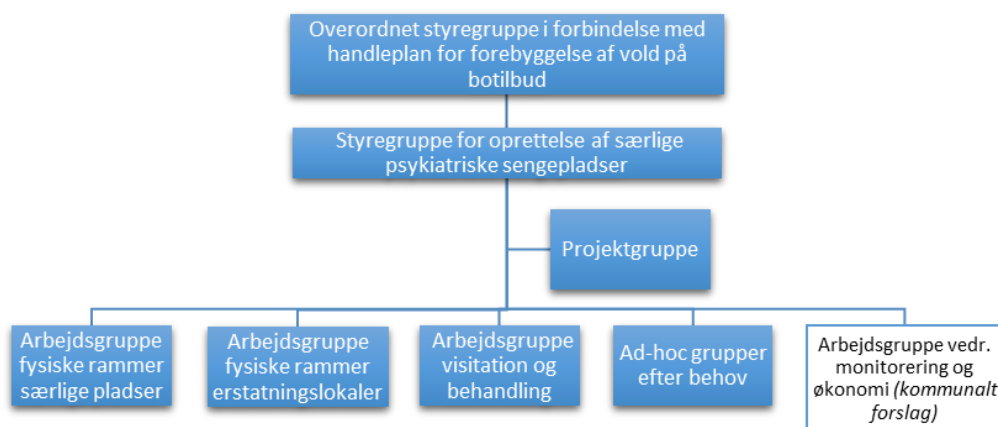 Overordnet styregruppe i forbindelse med
handleplan for forebyggelse af vold på
botilbud
Styregruppe for oprettelse af særlige
psykiatriske sengepladser
Projektgruppe
Arbejdsgruppe
fysiske rammer
særlige pladser
Arbejdsgruppe
fysiske rammer
erstatningslokaler
Arbejdsgruppe
visitation og
behandling
Ad-hoc grupper
efter behov
Arbejdsgruppe vedr.
monitorering og
økonomi (kommunalt
forslag)